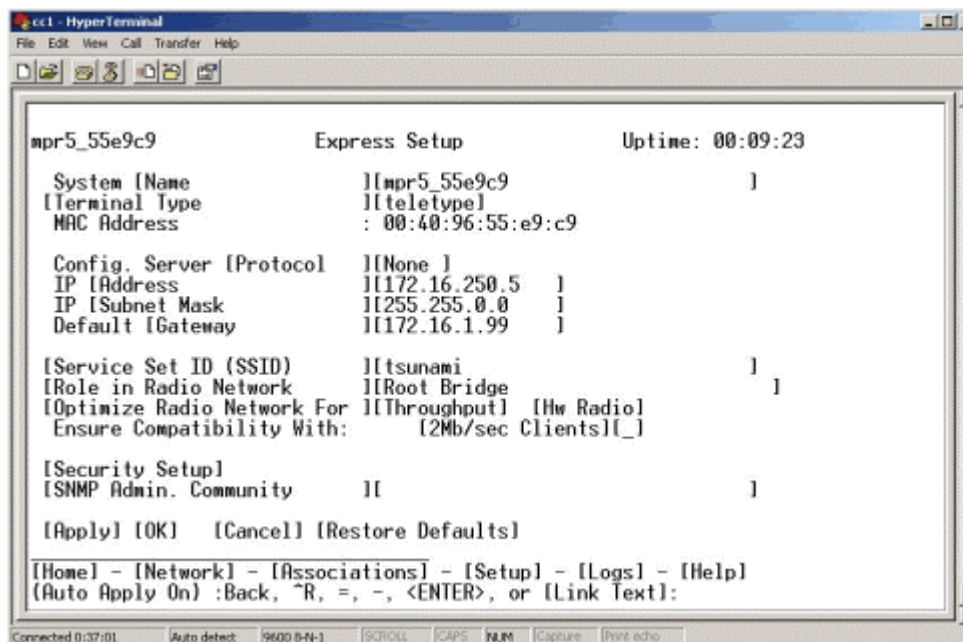 cc1 - HyperTerminal
File Edit View Call Transfer Help
mpr5_55e9c9 Express Setup Uptime: 00:09:23
System [Name ][mpr5_55e9c9 ]
[Terminal Type ][teletype]
MAC Address : 00:40:96:55:e9:c9
Config. Server [Protocol ][None ]
IP [Address ][172.16.250.5 ]
IP [Subnet Mask ][255.255.0.0 ]
Default [Gateway ][172.16.1.99 ]
[Service Set ID (SSID) ][tsunami ]
[Role in Radio Network ][Root Bridge ]
[Optimize Radio Network For ][Throughput] [Hw Radio]
Ensure Compatibility With: [2Mb/sec Clients][_]
[Security Setup]
[SNMP Admin. Community ][ ]
[Apply] [OK] [Cancel] [Restore Defaults]
[Home] - [Network] - [Associations] - [Setup] - [Logs] - [Help]
(Auto Apply On) :Back, ^R, =, -, <ENTER>, or [Link Text]:
Connected 0:37:01 Auto detect 9600 8-N-1 SCROLL CAPS NUM Capture Print echo